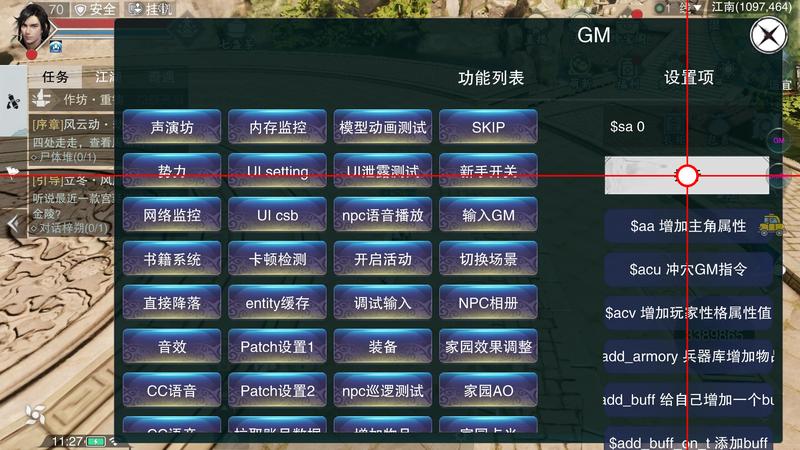 70 安全 挂机
江南(1097,464)
GM
任务
功能列表
设置项
作坊·重
[序章]风云动·
四处走走，查看
尸体堆(0/1)
[引导]立冬·风
听说最近一款宫
金陵?
对话梓朔(0/1)
声演坊 内存监控 模型动画测试 SKIP
势力 UI setting UI泄露测试 新手开关
网络监控 UI csb npc语音播放 输入GM
书籍系统 卡顿检测 开启活动 切换场景
直接降落 entity缓存 调试输入 NPC相册
音效 Patch设置1 装备 家园效果调整
CC语音 Patch设置2 npc巡逻测试 家园AO
$sa 0
$aa 增加主角属性
$acu 冲穴GM指令
$acv 增加玩家性格属性值
add_armory 兵器库增加物品
add_buff 给自己增加一个bu
$add_buff_on_t 添加buff
GM
11:27